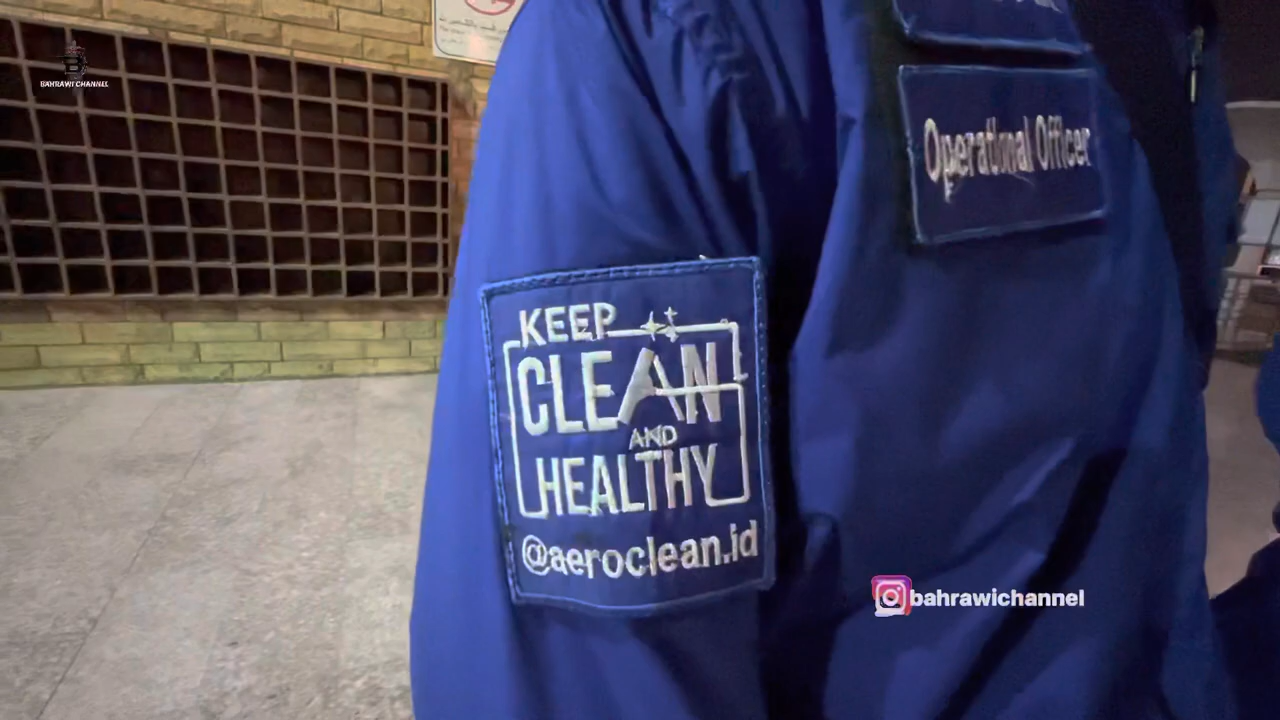 BAHRAWI CHANNEL
Operational Officer
KEEP
CLEAN
AND
HEALTHY
@aeroclean.id
bahrawichannel